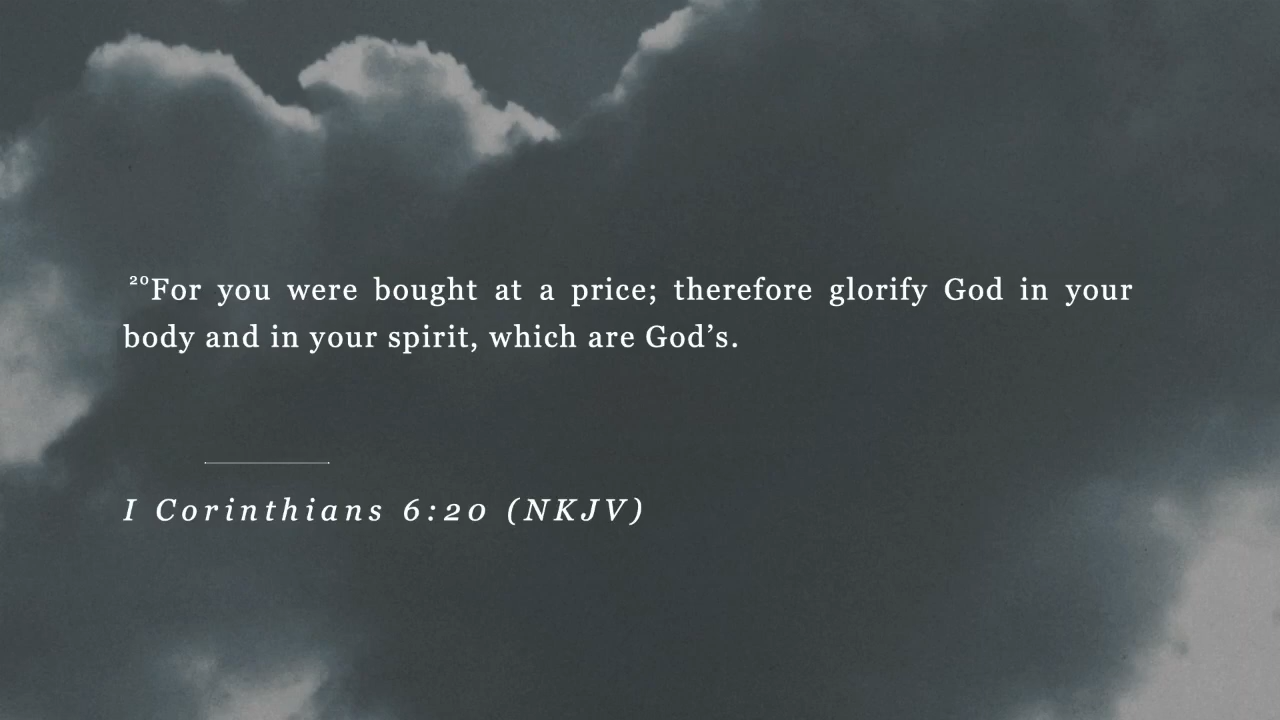 ²⁰For you were bought at a price; therefore glorify God in your
body and in your spirit, which are God’s.
I Corinthians 6:20 (NKJV)